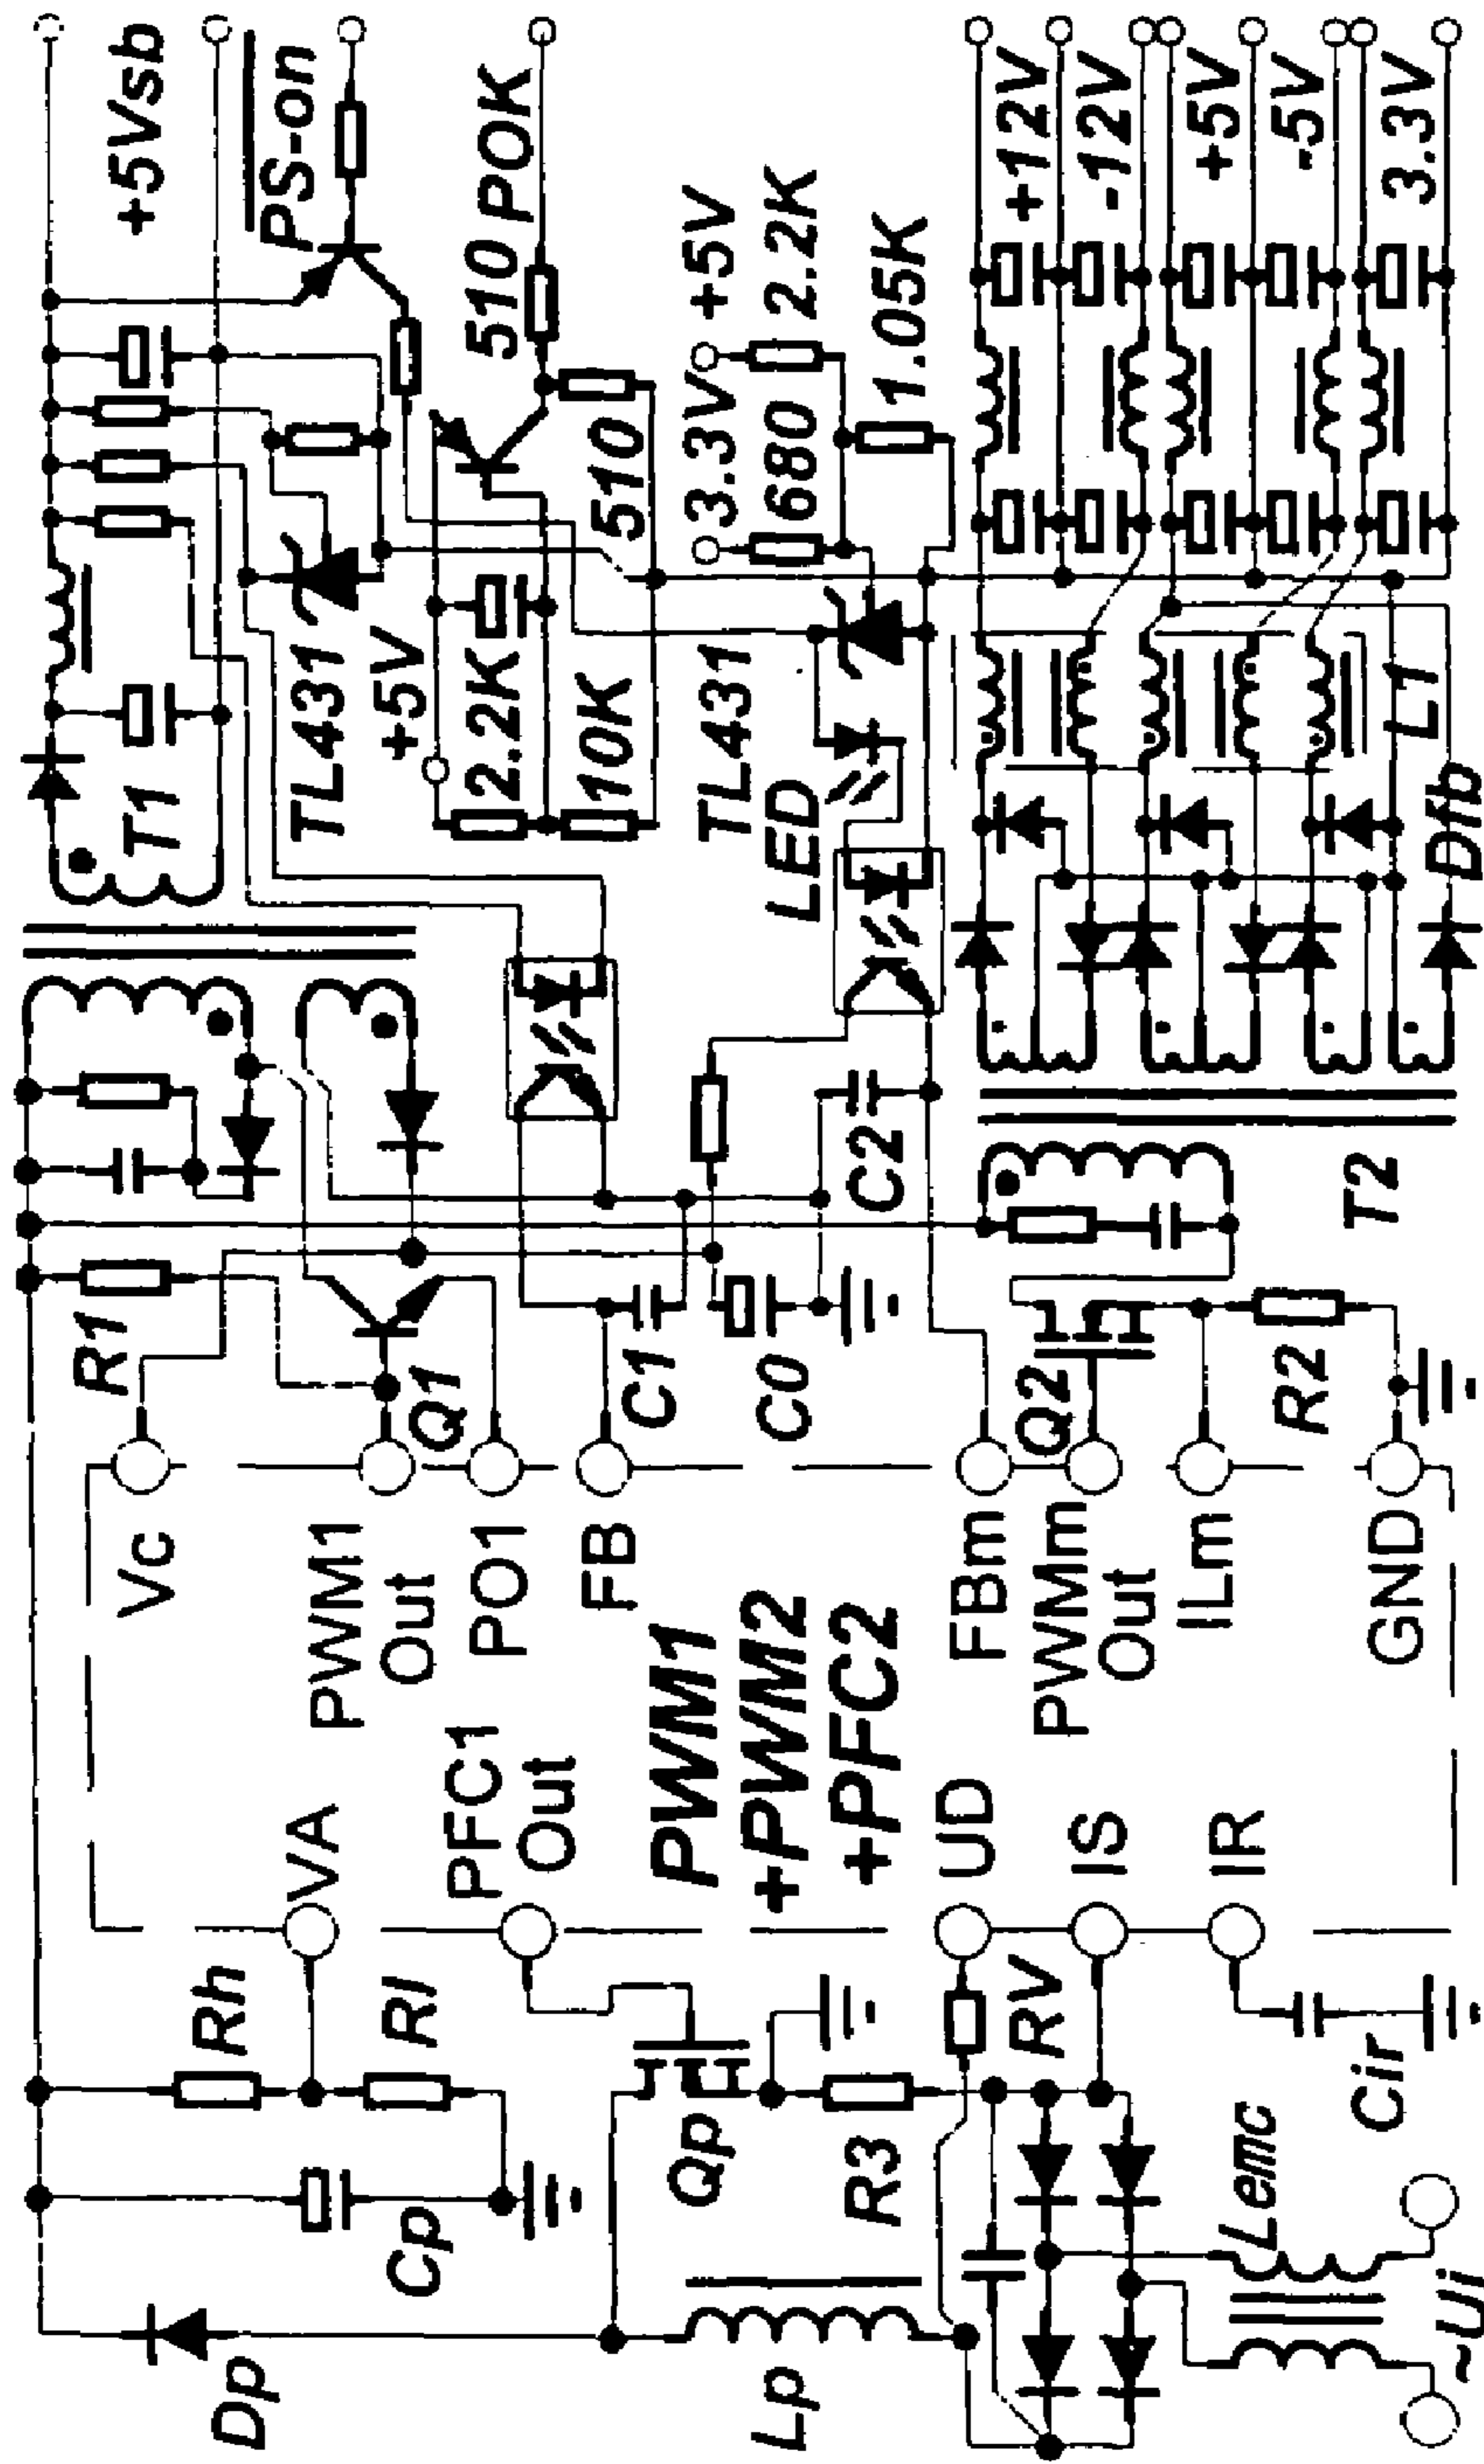 Dp
Cp
Rh
Rl
Lp
Qp
R3
RV
Lemc
Cir
~Ui
VA
PFC1
Out
UD
IS
IR
PWM1
+PWM2
+PFC2
Vc
PWM1
Out
PO1
FB
FBm
PWMm
Out
ILm
GND
R1
Q1
C1
C0
C2
Q2
R2
T2
T1
TL431
+5V
2.2K
10K
TL431
LED
+5Vsb
PS-on
510 POK
510
3.3V +5V
680 2.2K
1.05K
L1
Dfb
+12V
-12V
+5V
-5V
3.3V